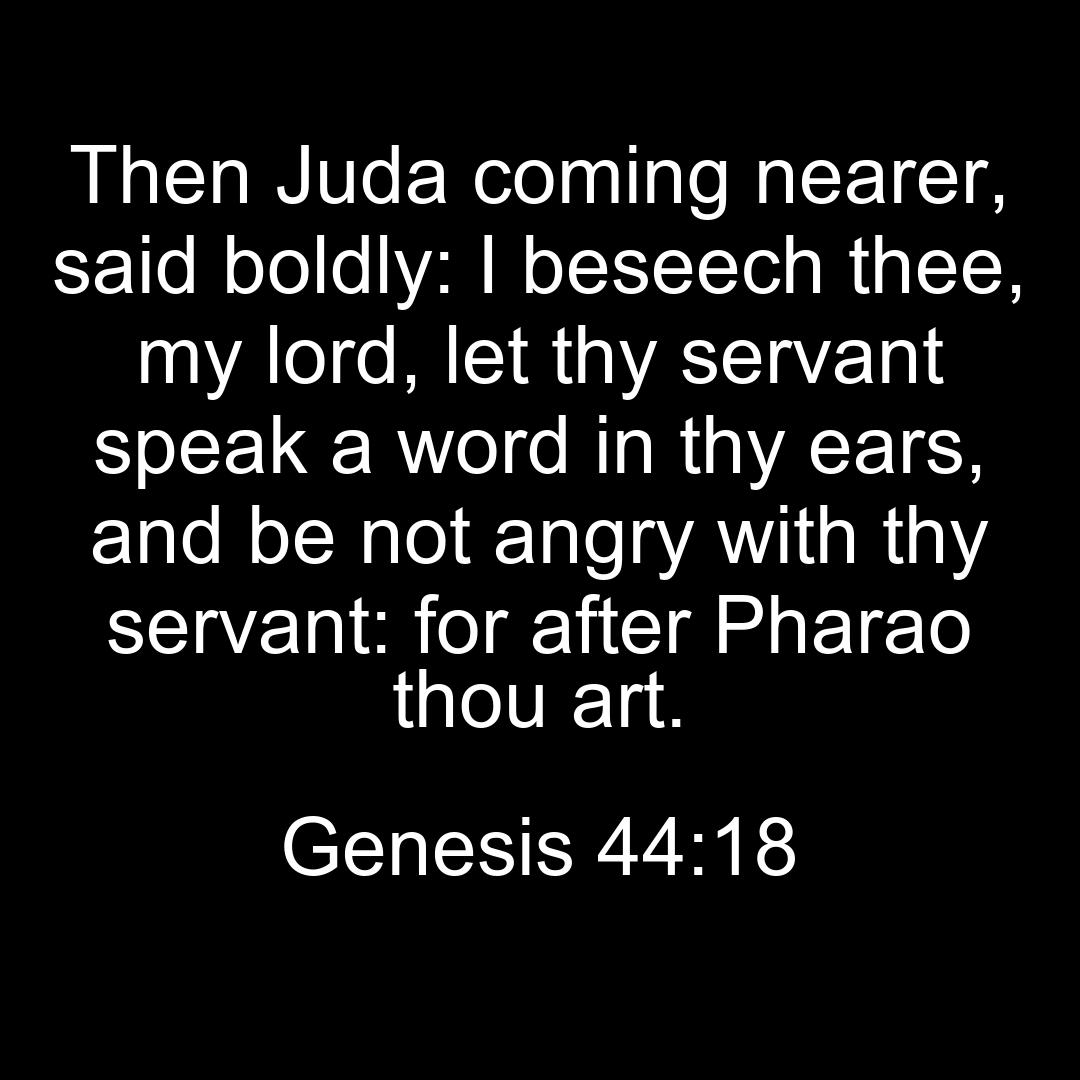 Then Juda coming nearer,
said boldly: I beseech thee,
my lord, let thy servant
speak a word in thy ears,
and be not angry with thy
servant: for after Pharao
thou art.
Genesis 44:18